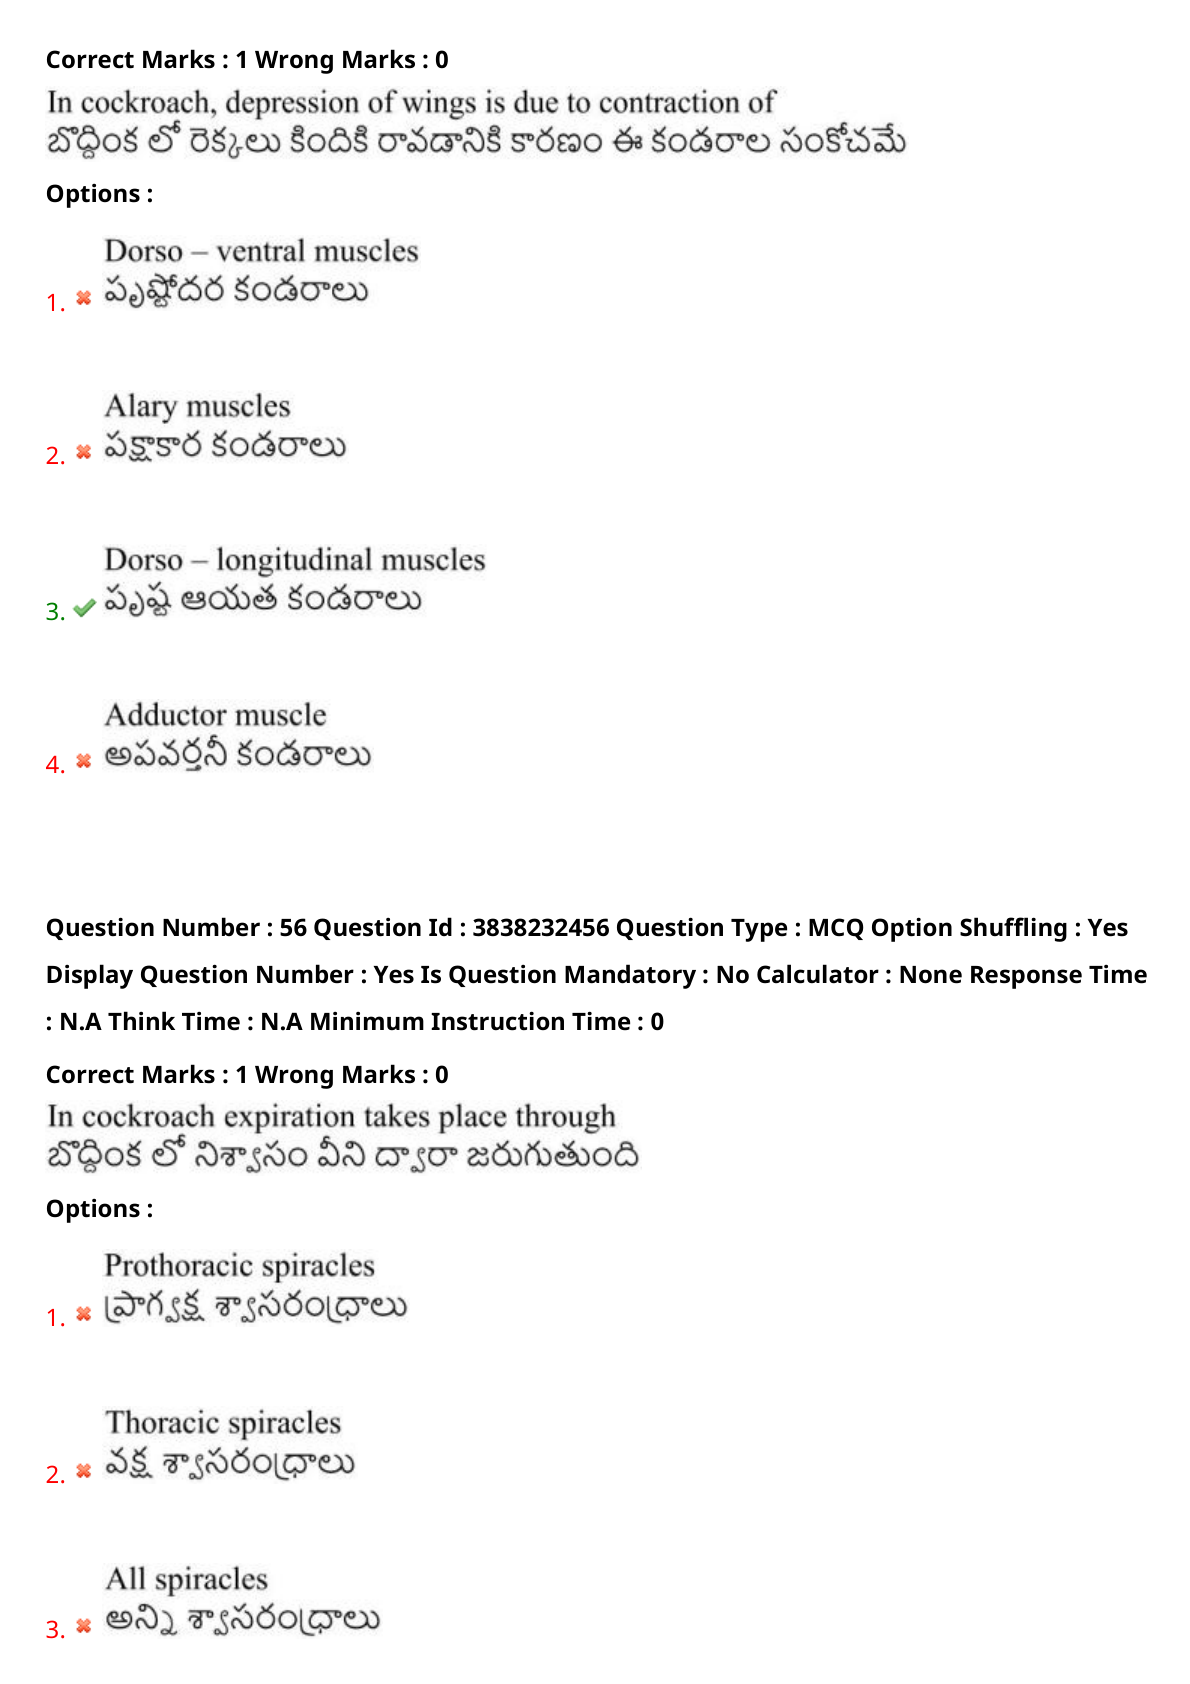 Correct Marks : 1 Wrong Marks : 0
In cockroach, depression of wings is due to contraction of
బొద్దింక లో రెక్కలు కిందికి రావడానికి కారణం ఈ కండరాల సంకోచమే
Options :
Dorso – ventral muscles
1. పృష్టోదర కండరాలు
Alary muscles
2. పక్షాకార కండరాలు
Dorso – longitudinal muscles
3. పృష్ట ఆయత కండరాలు
Adductor muscle
4. అపవర్తనీ కండరాలు
Question Number : 56 Question Id : 3838232456 Question Type : MCQ Option Shuffling : Yes
Display Question Number : Yes Is Question Mandatory : No Calculator : None Response Time
: N.A Think Time : N.A Minimum Instruction Time : 0
Correct Marks : 1 Wrong Marks : 0
In cockroach expiration takes place through
బొద్దింక లో నిశ్వాసం వీని ద్వారా జరుగుతుంది
Options :
Prothoracic spiracles
1. ప్రాగ్వక్ష శ్వాసరంధ్రాలు
Thoracic spiracles
2. వక్ష శ్వాసరంధ్రాలు
All spiracles
3. అన్ని శ్వాసరంధ్రాలు